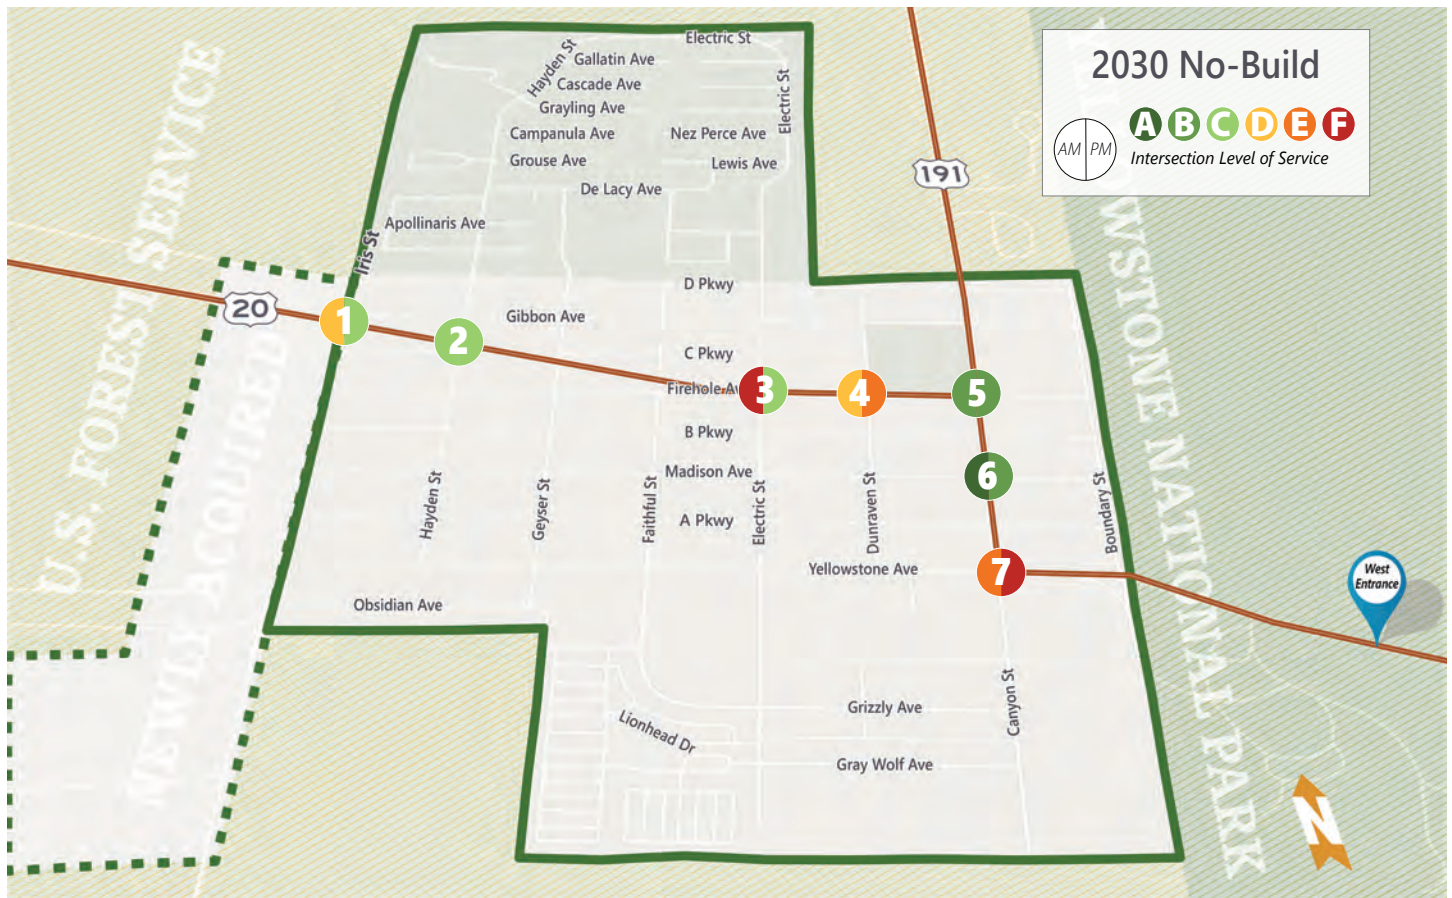 2030 No-Build
A B C D E F
AM PM
Intersection Level of Service
Electric St
Hayden St
Gallatin Ave
Cascade Ave
Electric St
Grayling Ave
Campanula Ave
Nez Perce Ave
Grouse Ave
Lewis Ave
De Lacy Ave
191
Apollinaris Ave
Iris St
U.S. FOREST SERVICE
D Pkwy
20
Gibbon Ave
1
2
C Pkwy
Firehole Av
3
4
5
B Pkwy
NEWLY ACQUIRED
Madison Ave
6
Hayden St
Geyser St
Faithful St
Electric St
Dunraven St
Boundary St
A Pkwy
Yellowstone Ave
7
West
Entrance
Obsidian Ave
YELLOWSTONE NATIONAL PARK
Canyon St
Grizzly Ave
Lionhead Dr
Gray Wolf Ave
N